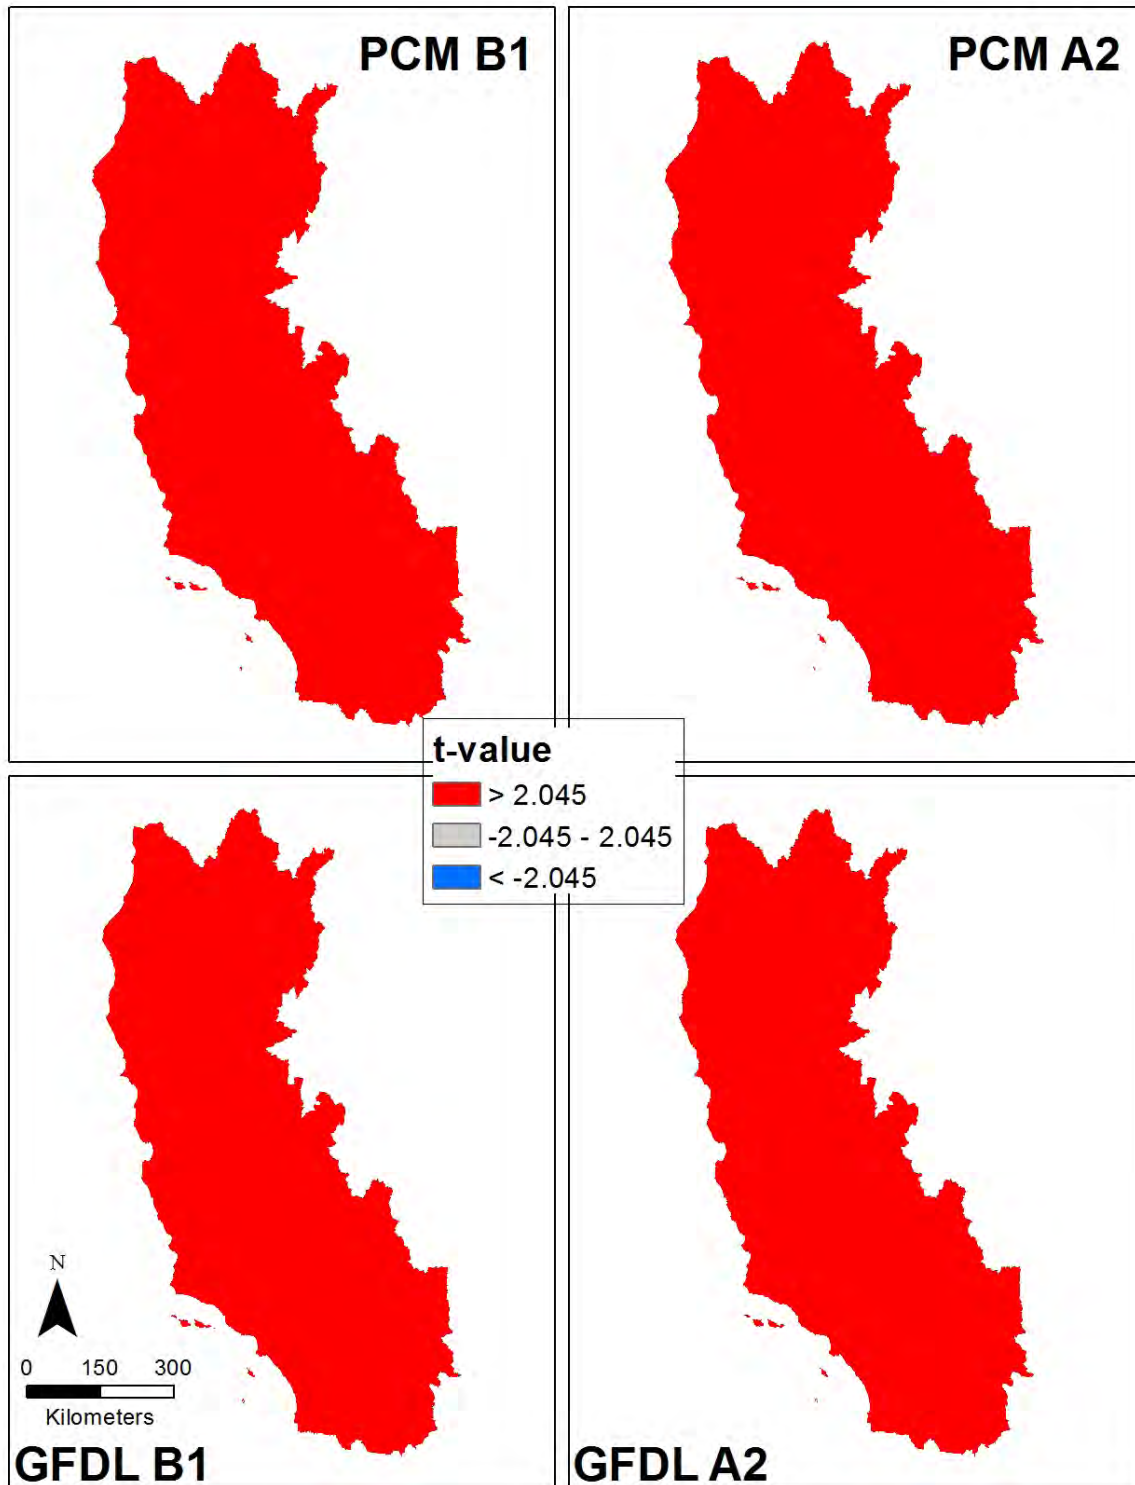 PCM B1
PCM A2
t-value
> 2.045
-2.045 - 2.045
< -2.045
N
0 150 300
Kilometers
GFDL B1
GFDL A2